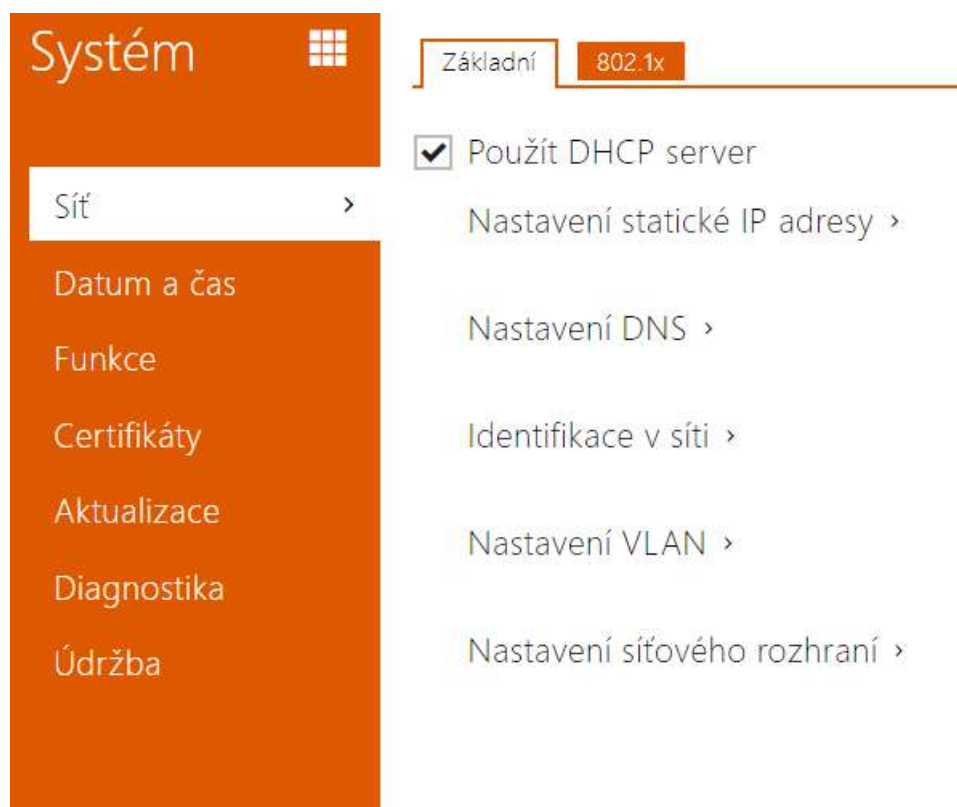 Systém
Síť
Datum a čas
Funkce
Certifikáty
Aktualizace
Diagnostika
Údržba
Základní
802.1x
Použít DHCP server
Nastavení statické IP adresy
Nastavení DNS
Identifikace v síti
Nastavení VLAN
Nastavení síťového rozhraní